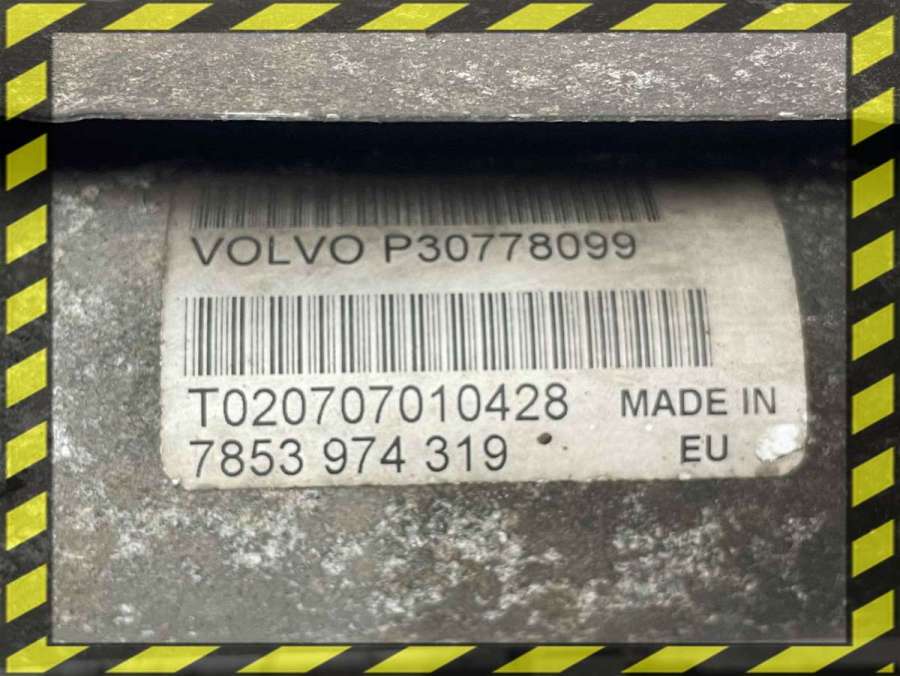 VOLVO P30778099
T020707010428 MADE IN
7853 974 319 EU